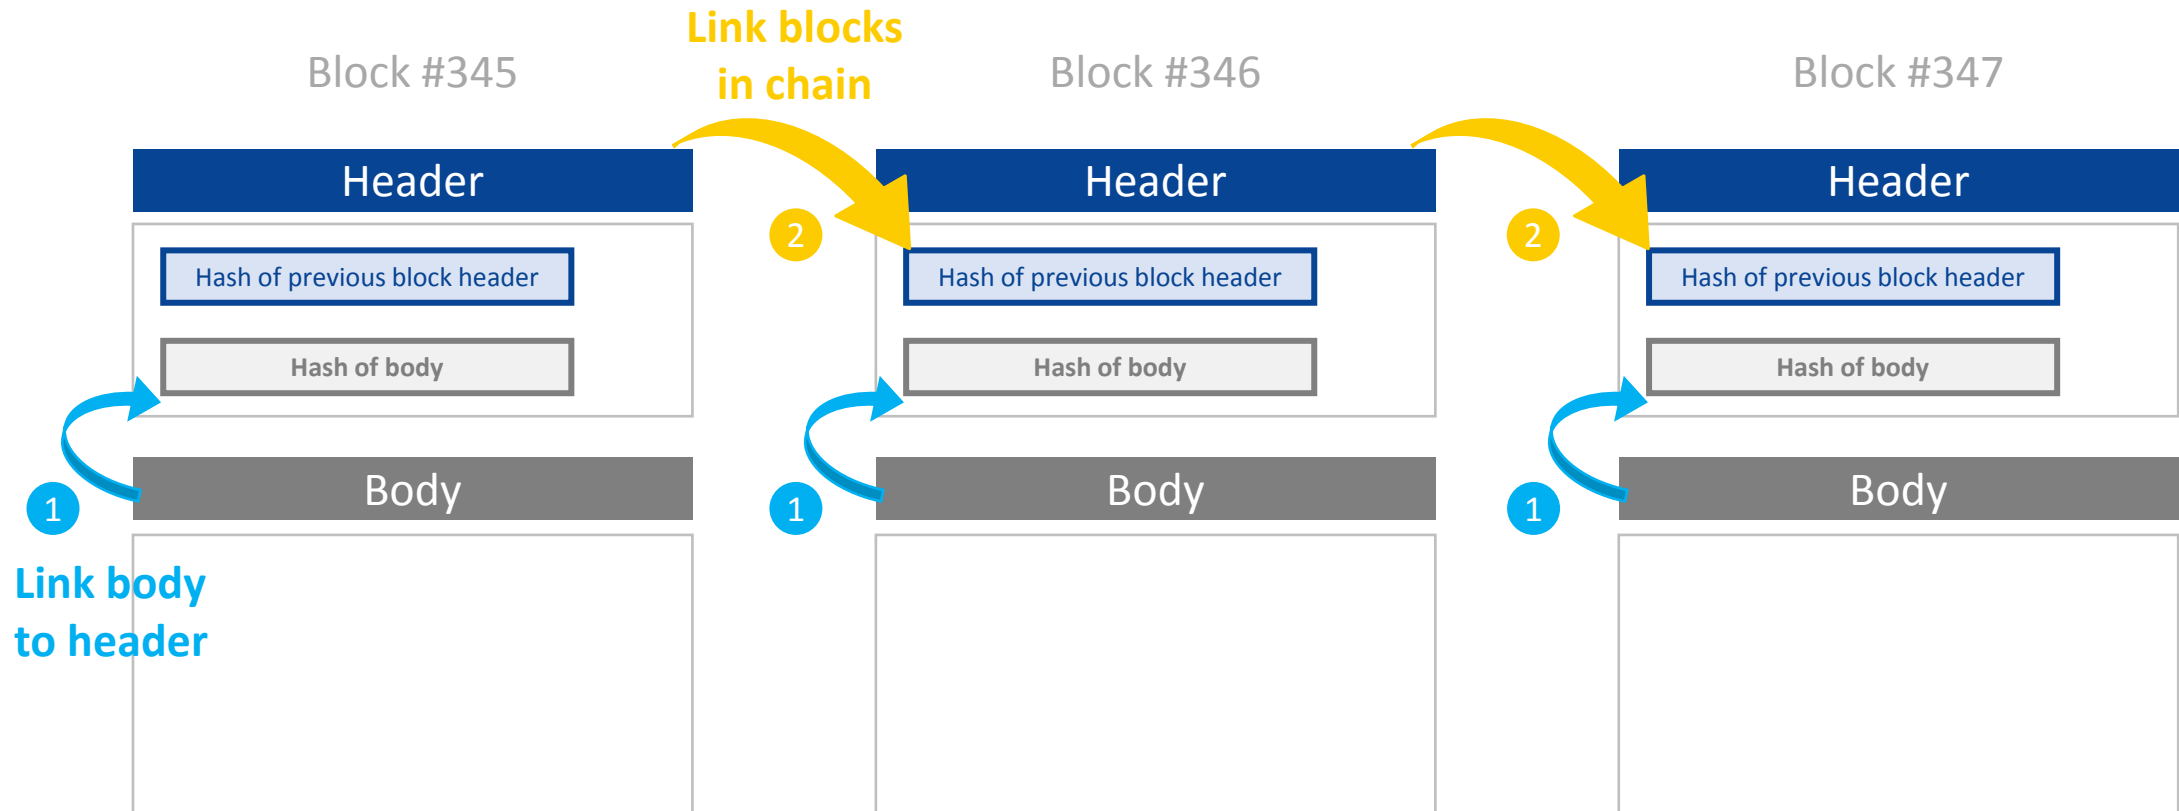 Link blocks
in chain
Block #345
Block #346
Block #347
Header
Header
Header
2
2
Hash of previous block header
Hash of previous block header
Hash of previous block header
Hash of body
Hash of body
Hash of body
Body
Body
Body
1
1
1
Link body
to header